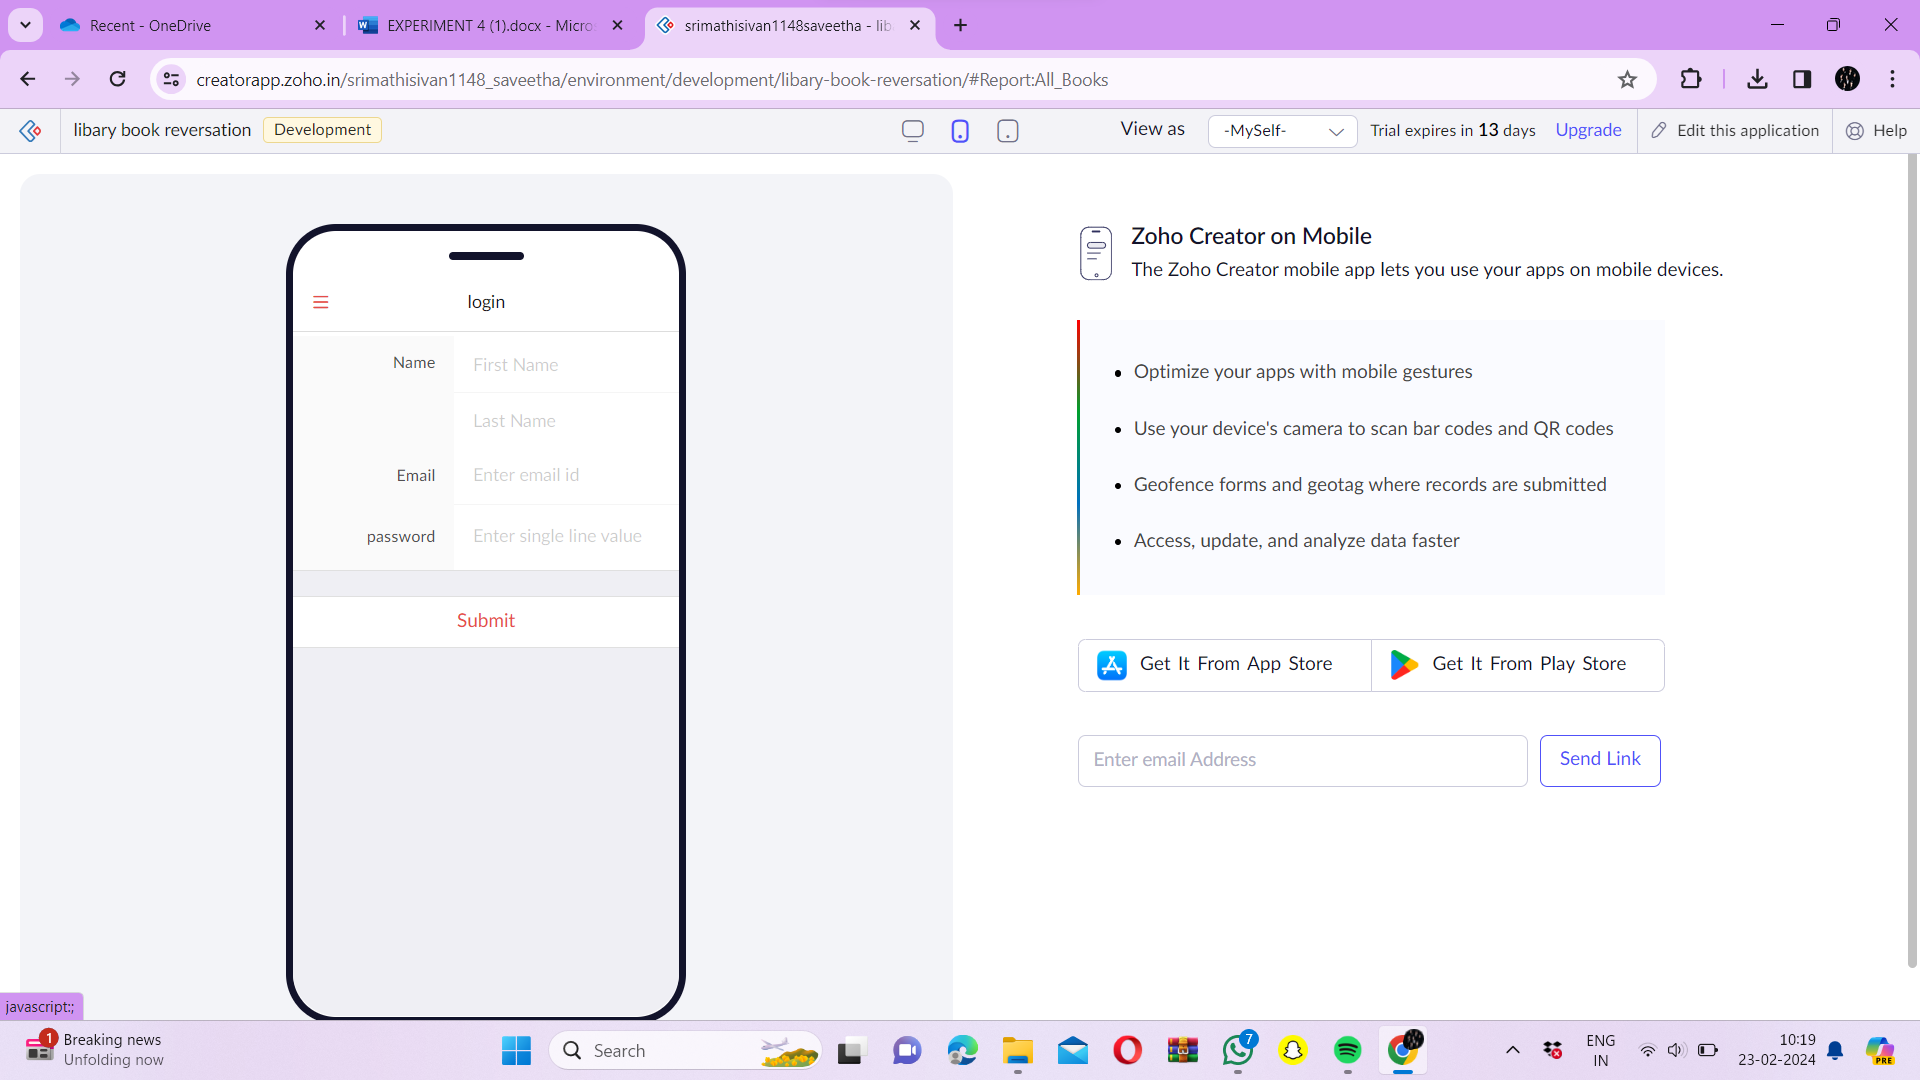 Recent - OneDrive
EXPERIMENT 4 (1).docx - Micro
srimathisivan1148saveetha - lib
creatorapp.zoho.in/srimathisivan1148_saveetha/environment/development/libary-book-reversation/#Report:All_Books
libary book reversation
Development
View as
-MySelf-
Trial expires in 13 days
Upgrade
Edit this application
Help
login
Name
First Name
Last Name
Email
Enter email id
password
Enter single line value
Submit
Zoho Creator on Mobile
The Zoho Creator mobile app lets you use your apps on mobile devices.
Optimize your apps with mobile gestures
Use your device's camera to scan bar codes and QR codes
Geofence forms and geotag where records are submitted
Access, update, and analyze data faster
Get It From App Store
Get It From Play Store
Enter email Address
Send Link
javascript:;
1
Breaking news
Unfolding now
Search
7
ENG
IN
10:19
23-02-2024
PRE